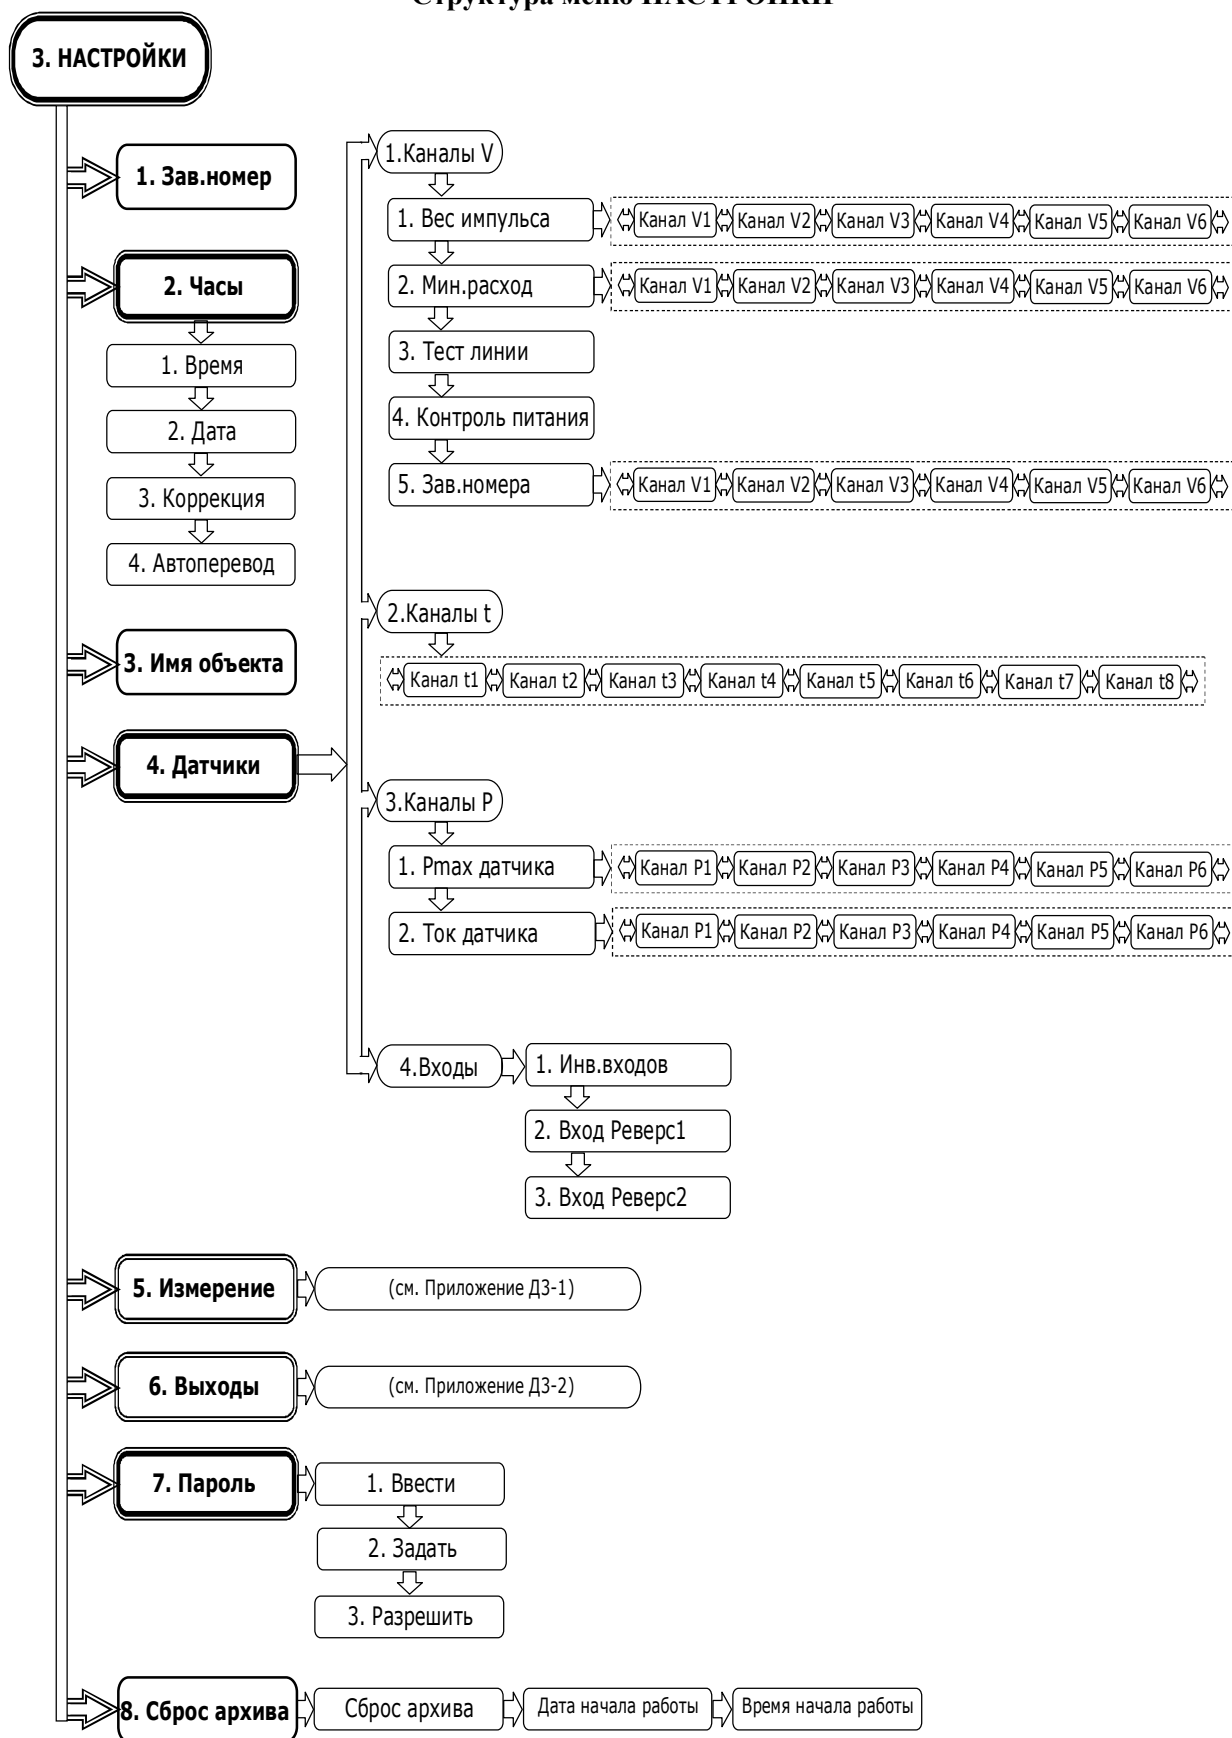 Структура меню НАСТРОЙКИ
3. НАСТРОЙКИ
1. Зав.номер
2. Часы
1. Время
2. Дата
3. Коррекция
4. Автоперевод
3. Имя объекта
4. Датчики
1.Каналы V
1. Вес импульса
Канал V1 Канал V2 Канал V3 Канал V4 Канал V5 Канал V6
2. Мин.расход
Канал V1 Канал V2 Канал V3 Канал V4 Канал V5 Канал V6
3. Тест линии
4. Контроль питания
5. Зав.номера
Канал V1 Канал V2 Канал V3 Канал V4 Канал V5 Канал V6
2.Каналы t
Канал t1 Канал t2 Канал t3 Канал t4 Канал t5 Канал t6 Канал t7 Канал t8
3.Каналы P
1. Pmax датчика
Канал P1 Канал P2 Канал P3 Канал P4 Канал P5 Канал P6
2. Ток датчика
Канал P1 Канал P2 Канал P3 Канал P4 Канал P5 Канал P6
4.Входы
1. Инв.входов
2. Вход Реверс1
3. Вход Реверс2
5. Измерение
(см. Приложение Д3-1)
6. Выходы
(см. Приложение Д3-2)
7. Пароль
1. Ввести
2. Задать
3. Разрешить
8. Сброс архива
Сброс архива
Дата начала работы
Время начала работы